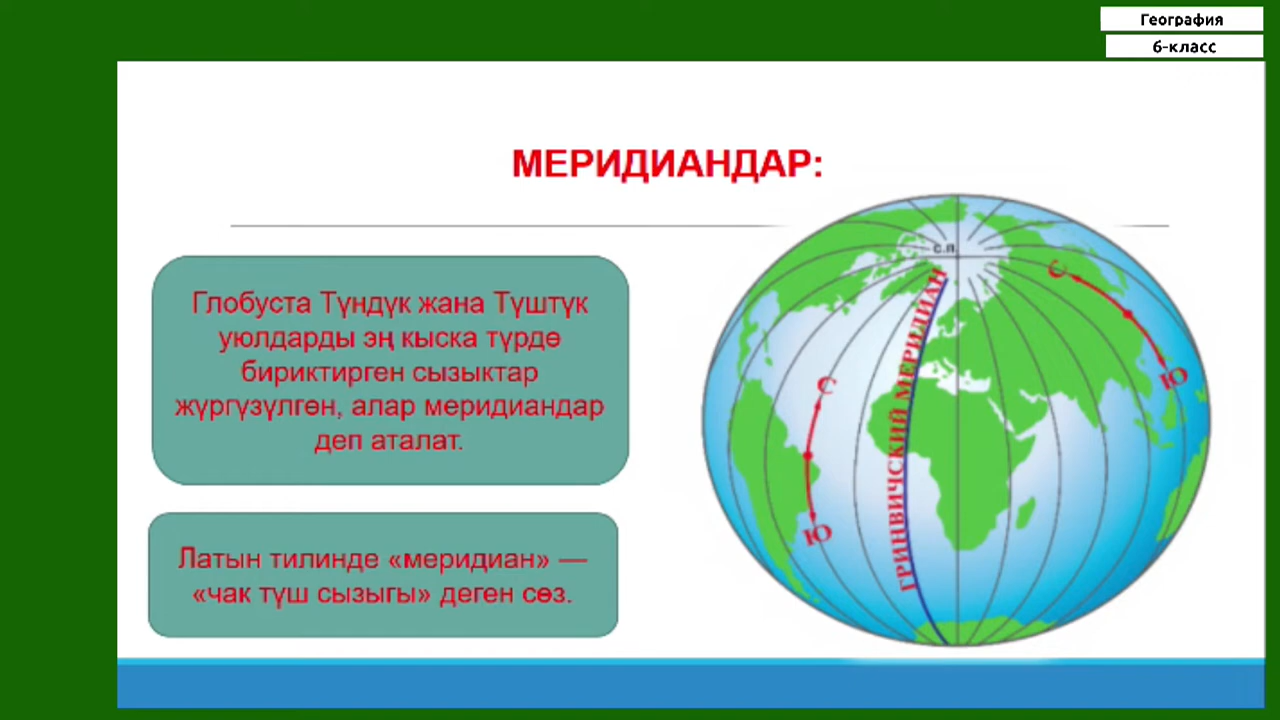 География
6-класс
МЕРИДИАНДАР:
Глобуста Түндүк жана Түштүк
уюлдарды эң кыска түрдө
бириктирген сызыктар
жүргүзүлгөн, алар меридиандар
деп аталат.
Латын тилинде «меридиан» —
«чак түш сызыгы» деген сөз.
с.п.
ГРИНВИЧСКИЙ МЕРИДИАН
С
Ю
С
Ю